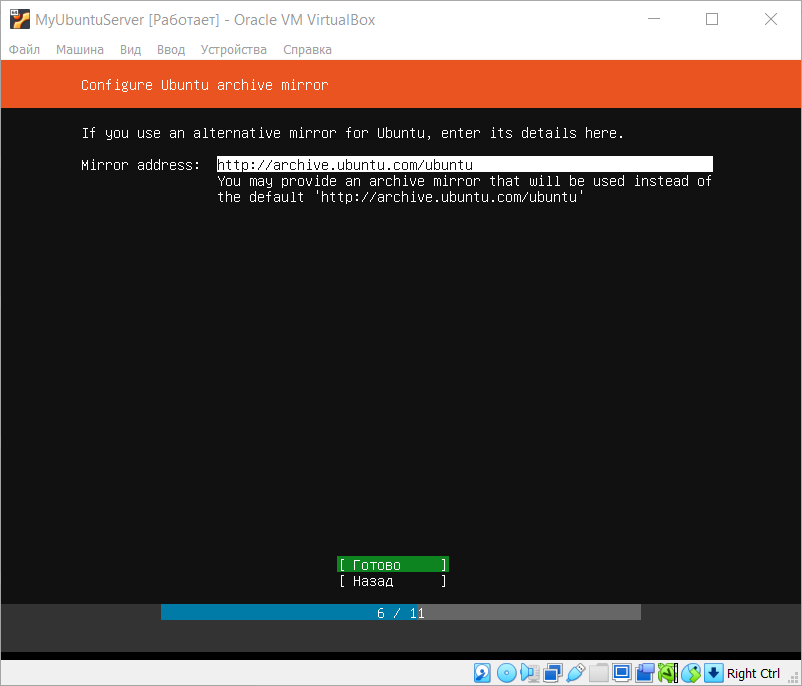 MyUbuntuServer [Работает] - Oracle VM VirtualBox
Файл Машина Вид Ввод Устройства Справка
Configure Ubuntu archive mirror
If you use an alternative mirror for Ubuntu, enter its details here.
Mirror address: http://archive.ubuntu.com/ubuntu
You may provide an archive mirror that will be used instead of
the default 'http://archive.ubuntu.com/ubuntu'
[ Готово ]
[ Назад ]
6 / 11
Right Ctrl